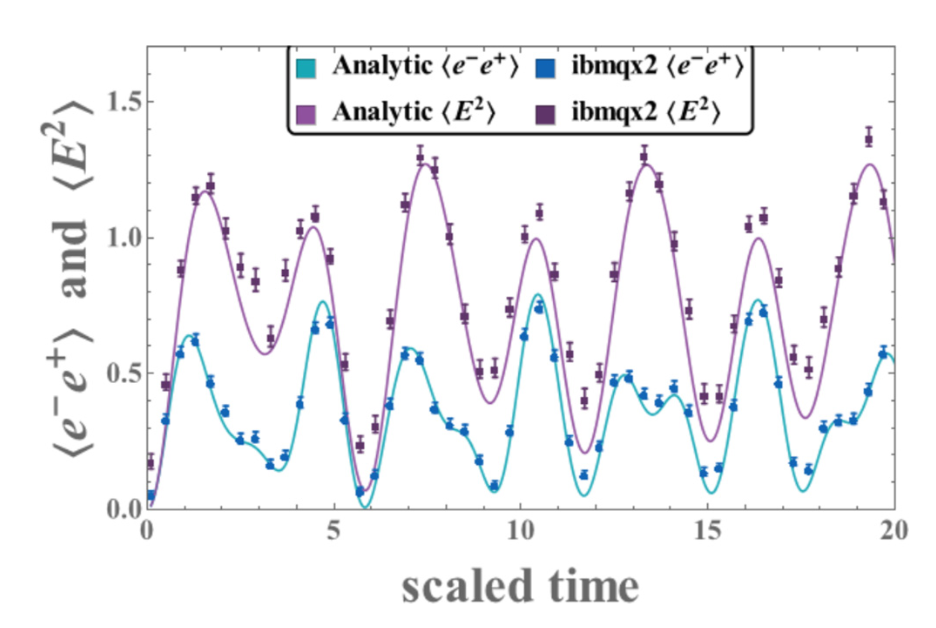 Analytic ⟨e⁻e⁺⟩ ibmqx2 ⟨e⁻e⁺⟩
Analytic ⟨E²⟩ ibmqx2 ⟨E²⟩
⟨e⁻e⁺⟩ and ⟨E²⟩
1.5
1.0
0.5
0.0
0 5 10 15 20
scaled time